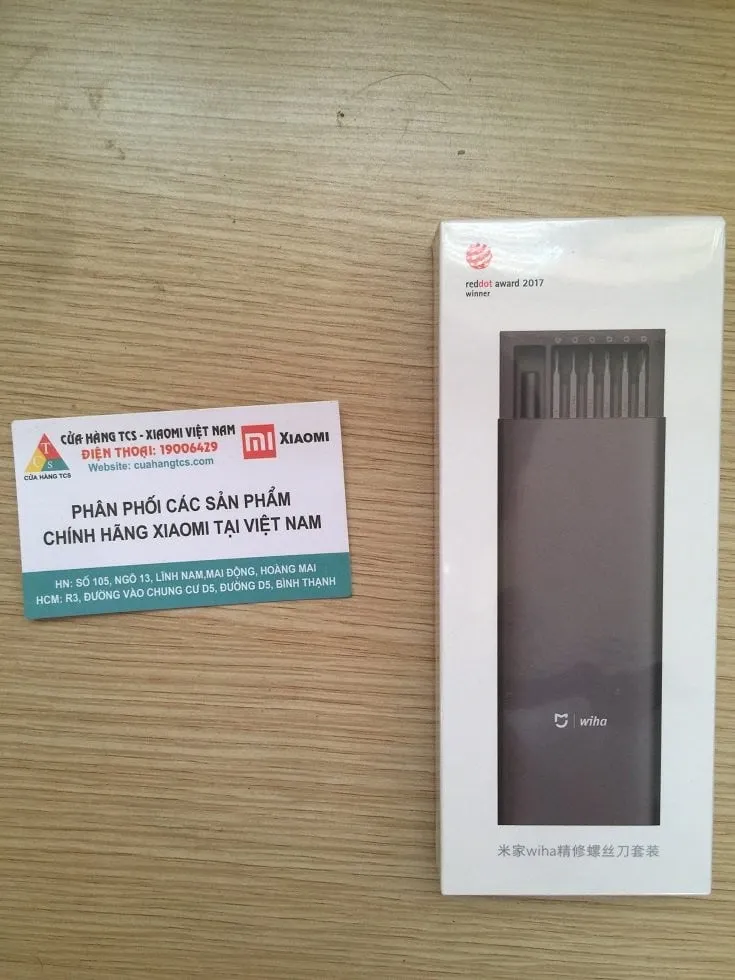 CỬA HÀNG TCS - XIAOMI VIỆT NAM
ĐIỆN THOẠI: 19006429
Website: cuahangtcs.com
TCS
CỬA HÀNG TCS
mi XIAOMI
PHÂN PHỐI CÁC SẢN PHẨM
CHÍNH HÃNG XIAOMI TẠI VIỆT NAM
HN: SỐ 105, NGÕ 13, LĨNH NAM,MAI ĐỘNG, HOÀNG MAI
HCM: R3, ĐƯỜNG VÀO CHUNG CƯ D5, ĐƯỜNG D5, BÌNH THẠNH
reddot award 2017
winner
wiha
米家wiha精修螺丝刀套装